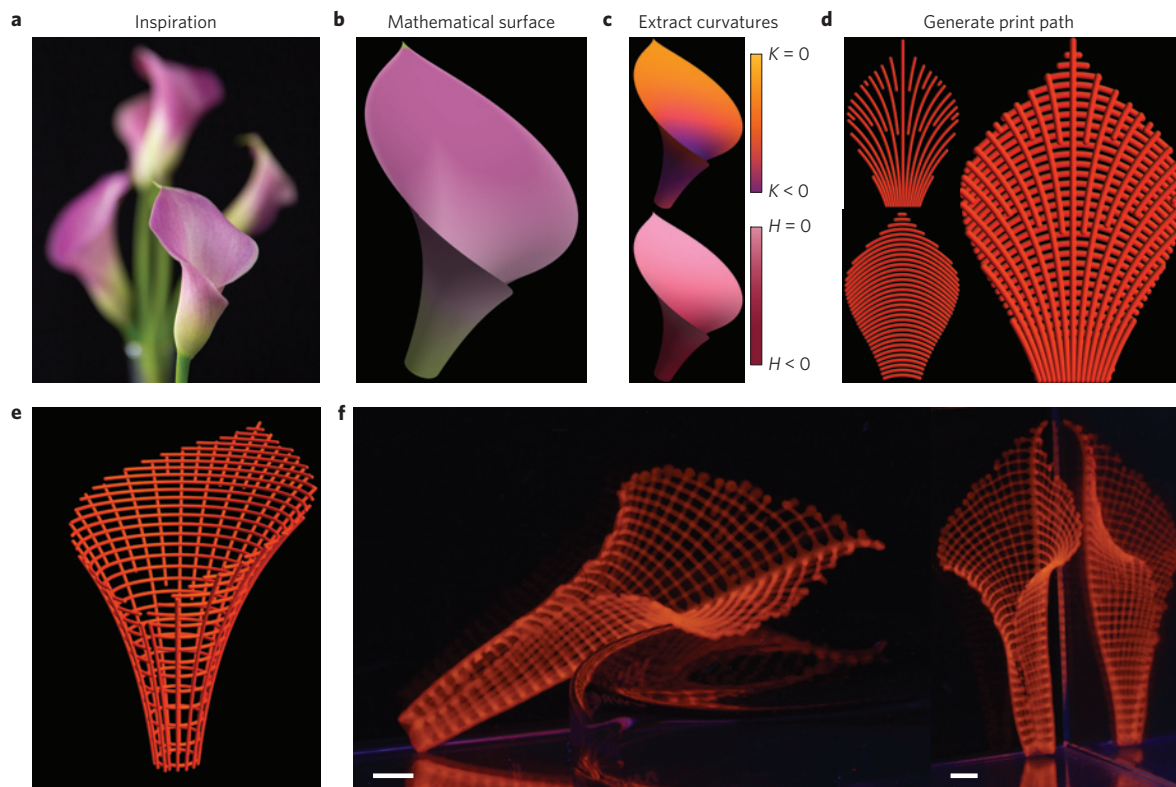 a Inspiration
b Mathematical surface
c Extract curvatures
K = 0
K < 0
H = 0
H < 0
d Generate print path
e
f